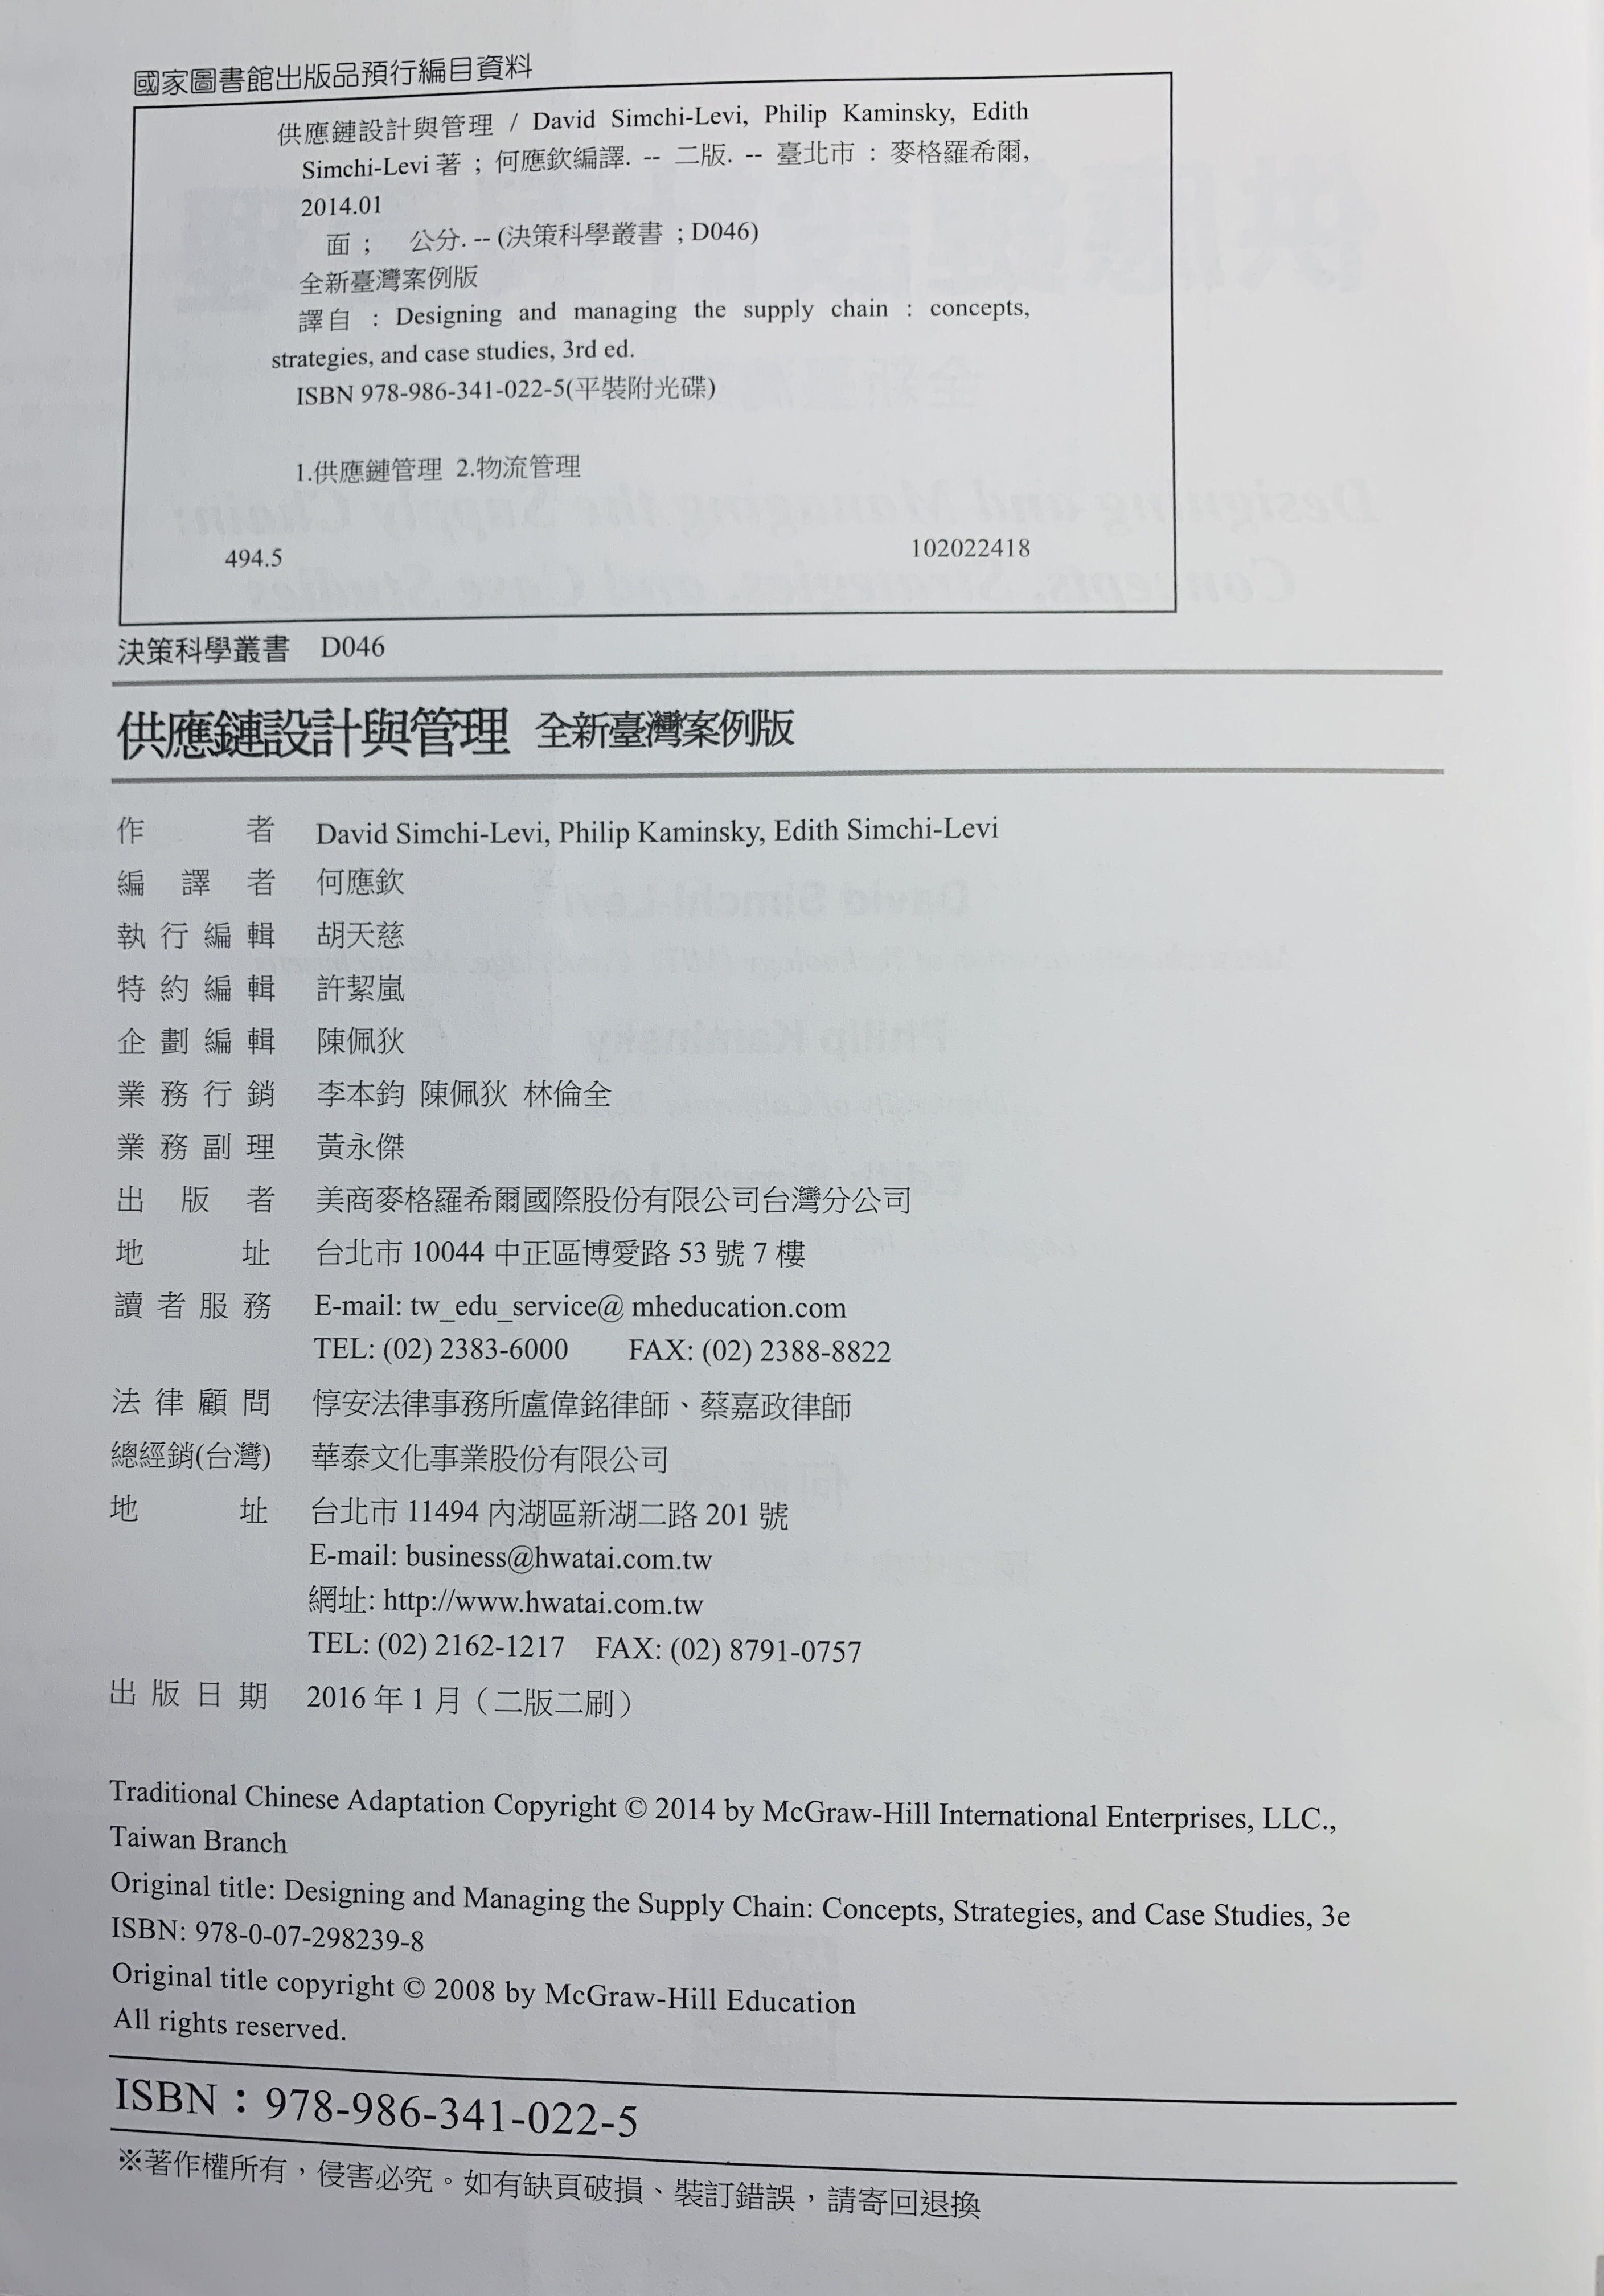 國家圖書館出版品預行編目資料
供應鏈設計與管理 / David Simchi-Levi, Philip Kaminsky, Edith
Simchi-Levi 著 ; 何應欽編譯. -- 二版. -- 臺北市 : 麥格羅希爾,
2014.01
面 ; 公分. -- (決策科學叢書 ; D046)
全新臺灣案例版
譯自 : Designing and managing the supply chain : concepts,
strategies, and case studies, 3rd ed.
ISBN 978-986-341-022-5(平裝附光碟)
1.供應鏈管理 2.物流管理
494.5 102022418
決策科學叢書 D046
供應鏈設計與管理 全新臺灣案例版
作者 David Simchi-Levi, Philip Kaminsky, Edith Simchi-Levi
編譯者 何應欽
執行編輯 胡天慈
特約編輯 許絜嵐
企劃編輯 陳佩狄
業務行銷 李本鈞 陳佩狄 林倫全
業務副理 黃永傑
出版者 美商麥格羅希爾國際股份有限公司台灣分公司
地址 台北市 10044 中正區博愛路 53 號 7 樓
讀者服務 E-mail: tw_edu_service@ mheducation.com
TEL: (02) 2383-6000 FAX: (02) 2388-8822
法律顧問 惇安法律事務所盧偉銘律師、蔡嘉政律師
總經銷(台灣) 華泰文化事業股份有限公司
地址 台北市 11494 內湖區新湖二路 201 號
E-mail: business@hwatai.com.tw
網址: http://www.hwatai.com.tw
TEL: (02) 2162-1217 FAX: (02) 8791-0757
出版日期 2016 年 1 月（二版二刷）
Traditional Chinese Adaptation Copyright © 2014 by McGraw-Hill International Enterprises, LLC.,
Taiwan Branch
Original title: Designing and Managing the Supply Chain: Concepts, Strategies, and Case Studies, 3e
ISBN: 978-0-07-298239-8
Original title copyright © 2008 by McGraw-Hill Education
All rights reserved.
ISBN：978-986-341-022-5
※著作權所有，侵害必究。如有缺頁破損、裝訂錯誤，請寄回退換